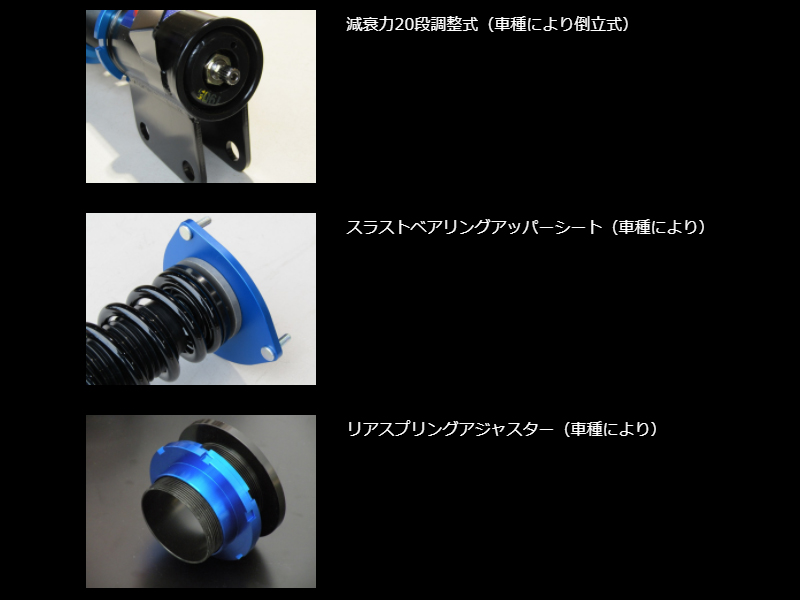 減衰力20段調整式（車種により倒立式）
スラストベアリングアッパーシート（車種により）
リアスプリングアジャスター（車種により）